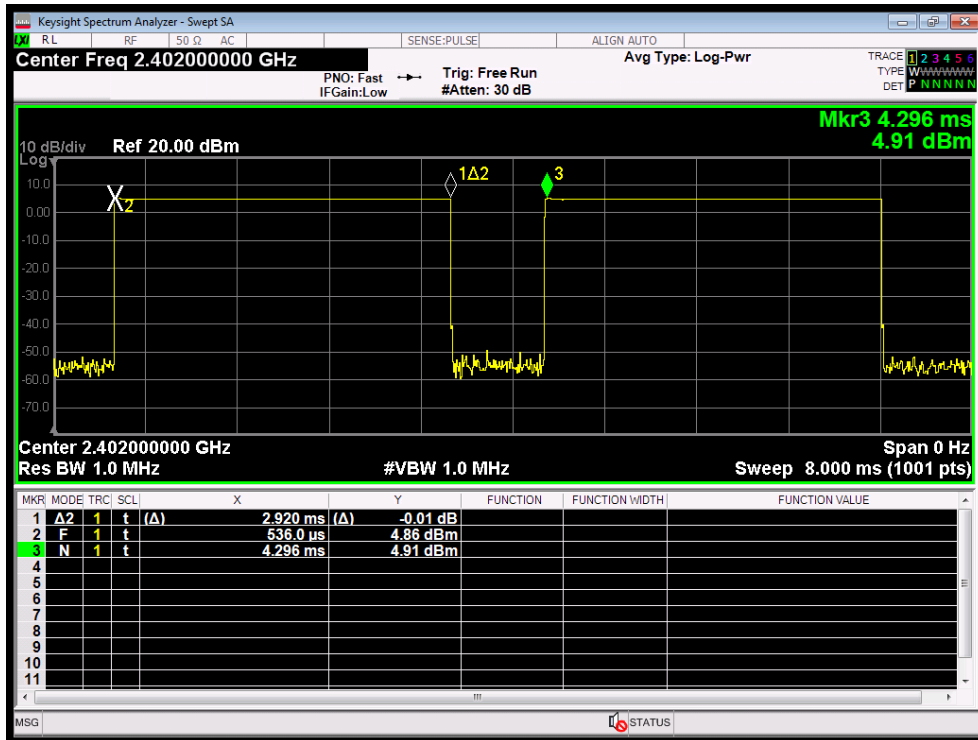 Keysight Spectrum Analyzer - Swept SA
LXI RL RF 50 Ω AC SENSE:PULSE ALIGN AUTO
Center Freq 2.402000000 GHz
PNO: Fast
IFGain:Low
Trig: Free Run
#Atten: 30 dB
Avg Type: Log-Pwr
TRACE 1 2 3 4 5 6
TYPE WWWWWW
DET P N N N N N
Mkr3 4.296 ms
4.91 dBm
10 dB/div Ref 20.00 dBm
Log
1Δ2
3
10.0
2
0.00
-10.0
-20.0
-30.0
-40.0
-50.0
-60.0
-70.0
Center 2.402000000 GHz Span 0 Hz
Res BW 1.0 MHz #VBW 1.0 MHz Sweep 8.000 ms (1001 pts)
MKR MODE TRC SCL X Y FUNCTION FUNCTION WIDTH FUNCTION VALUE
1 Δ2 1 t (Δ) 2.920 ms (Δ) -0.01 dB
2 F 1 t 536.0 µs 4.86 dBm
3 N 1 t 4.296 ms 4.91 dBm
4
5
6
7
8
9
10
11
MSG STATUS